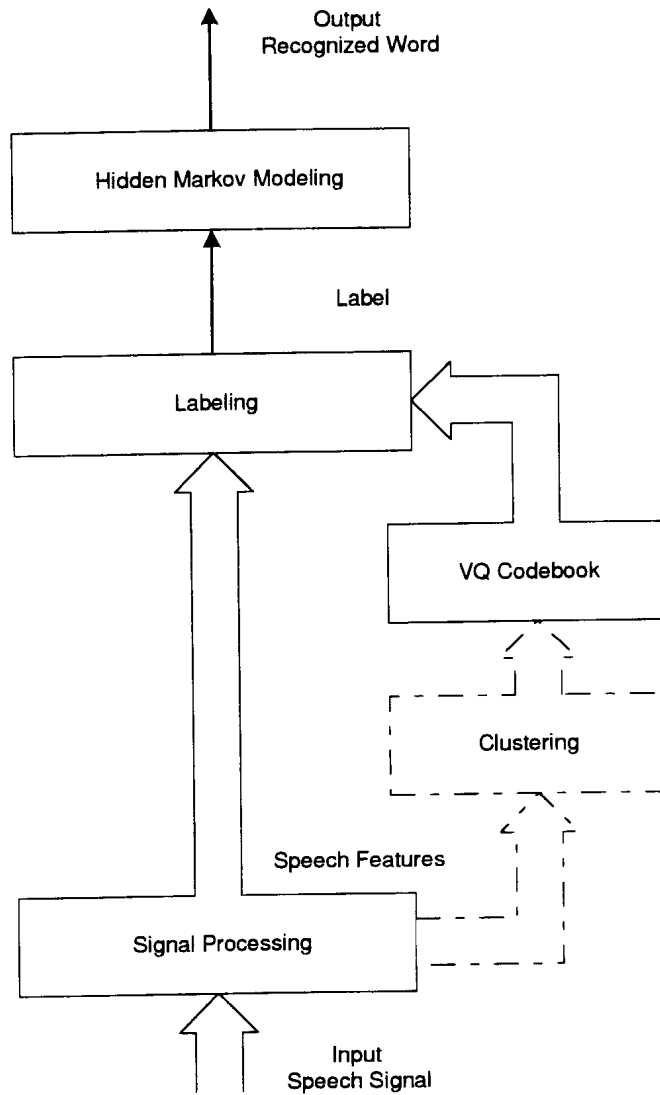 Output
Recognized Word
Hidden Markov Modeling
Label
Labeling
VQ Codebook
Clustering
Speech Features
Signal Processing
Input
Speech Signal